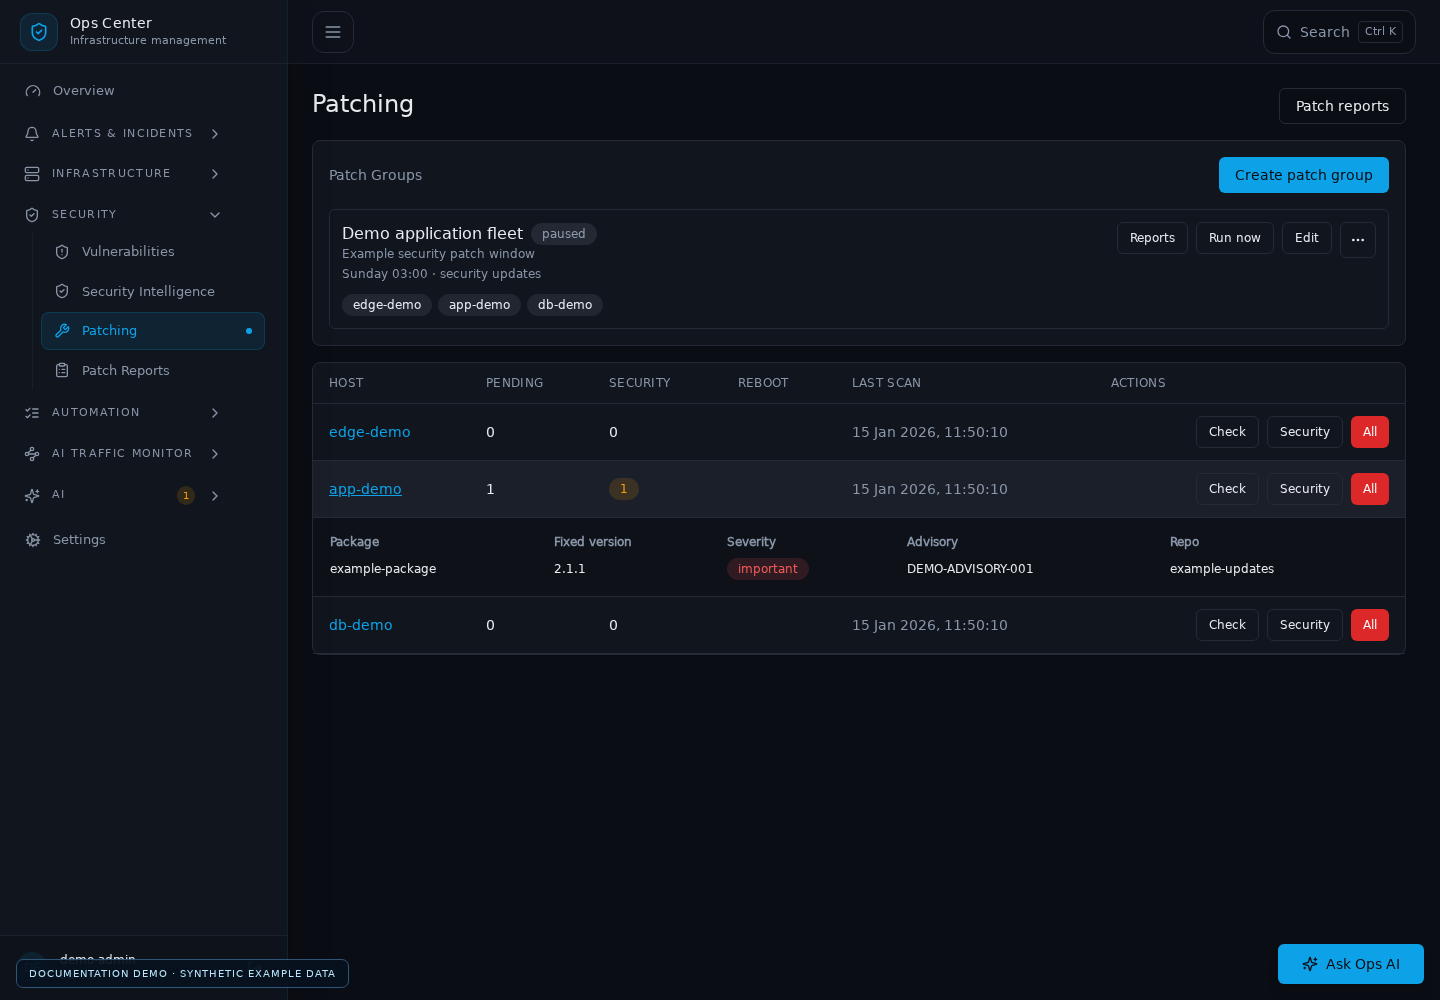 Ops Center
Infrastructure management
Search Ctrl K
Overview
ALERTS & INCIDENTS
INFRASTRUCTURE
SECURITY
Vulnerabilities
Security Intelligence
Patching
Patch Reports
AUTOMATION
AI TRAFFIC MONITOR
AI 1
Settings
demo-admin
DOCUMENTATION DEMO · SYNTHETIC EXAMPLE DATA
Patching
Patch reports
Patch Groups
Create patch group
Demo application fleet paused
Reports Run now Edit
Example security patch window
Sunday 03:00 · security updates
edge-demo app-demo db-demo
HOST PENDING SECURITY REBOOT LAST SCAN ACTIONS
edge-demo 0 0 15 Jan 2026, 11:50:10 Check Security All
app-demo 1 1 15 Jan 2026, 11:50:10 Check Security All
Package Fixed version Severity Advisory Repo
example-package 2.1.1 important DEMO-ADVISORY-001 example-updates
db-demo 0 0 15 Jan 2026, 11:50:10 Check Security All
Ask Ops AI